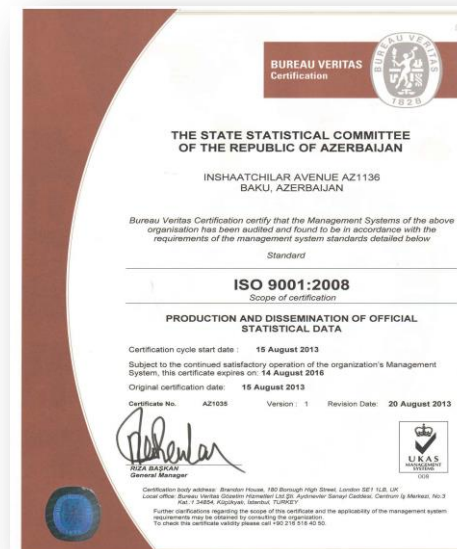 BUREAU VERITAS
Certification
BUREAU VERITAS
1828
THE STATE STATISTICAL COMMITTEE
OF THE REPUBLIC OF AZERBAIJAN
INSHAATCHILAR AVENUE AZ1136
BAKU, AZERBAIJAN
Bureau Veritas Certification certify that the Management Systems of the above
organisation has been audited and found to be in accordance with the
requirements of the management system standards detailed below
Standard
ISO 9001:2008
Scope of certification
PRODUCTION AND DISSEMINATION OF OFFICIAL
STATISTICAL DATA
Certification cycle start date : 15 August 2013
Subject to the continued satisfactory operation of the organization's Management
System, this certificate expires on: 14 August 2016
Original certification date: 15 August 2013
Certificate No. AZ1035 Version : 1 Revision Date: 20 August 2013
RIZA BAŞKAN
General Manager
UKAS
MANAGEMENT
SYSTEMS
008
Certification body address: Brandon House, 180 Borough High Street, London SE1 1LB, UK
Local office: Bureau Veritas Gözetim Hizmetleri Ltd.Şti. Aydınevler Sanayi Caddesi, Centrum İş Merkezi, No.3
Kat.:1 34854, Küçükyalı, İstanbul, TURKEY
Further clarifications regarding the scope of this certificate and the applicability of the management system
requirements may be obtained by consulting the organization.
To check this certificate validity please call +90 216 518 40 50.